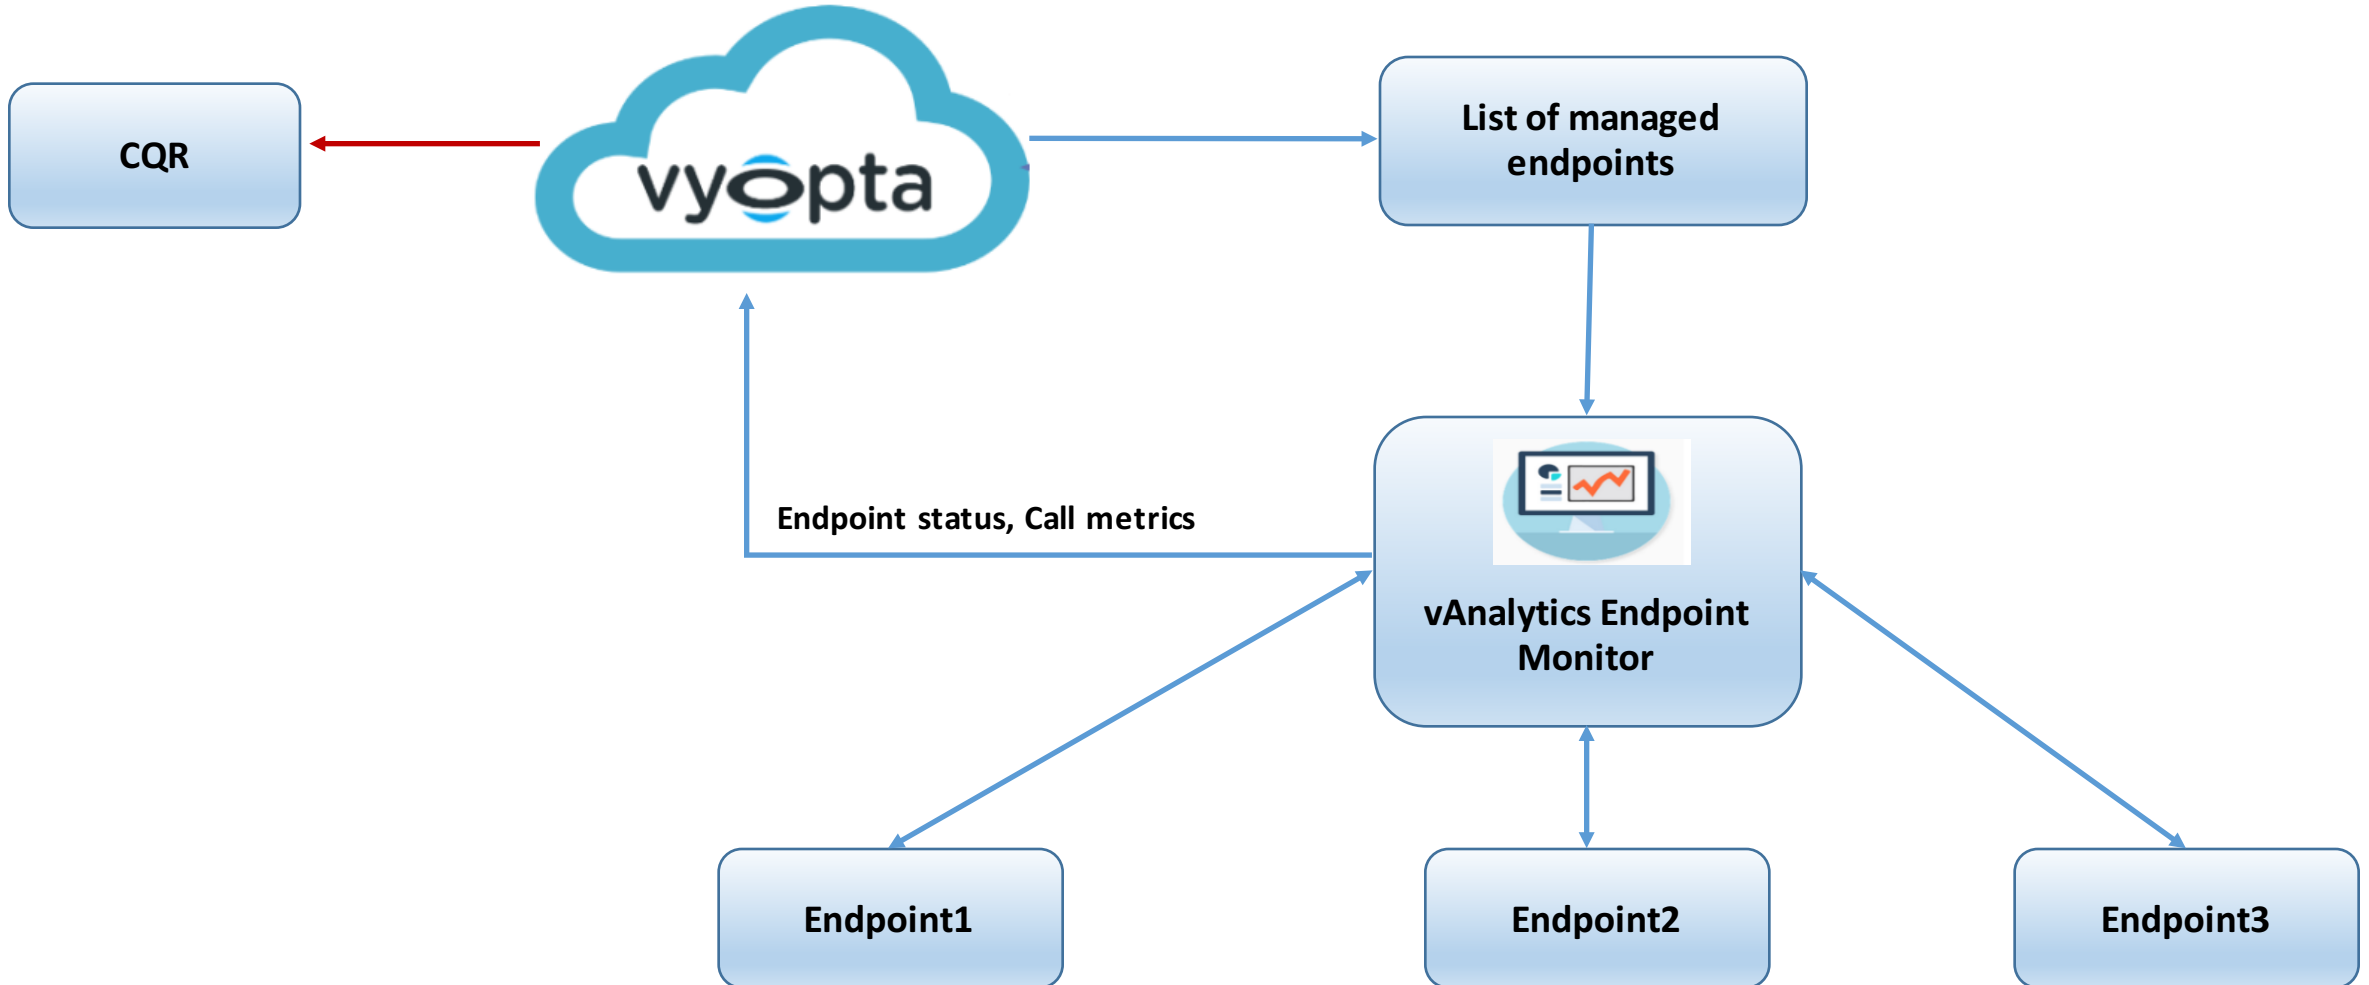 CQR
vyopta
List of managed
endpoints
Endpoint status, Call metrics
vAnalytics Endpoint
Monitor
Endpoint1
Endpoint2
Endpoint3